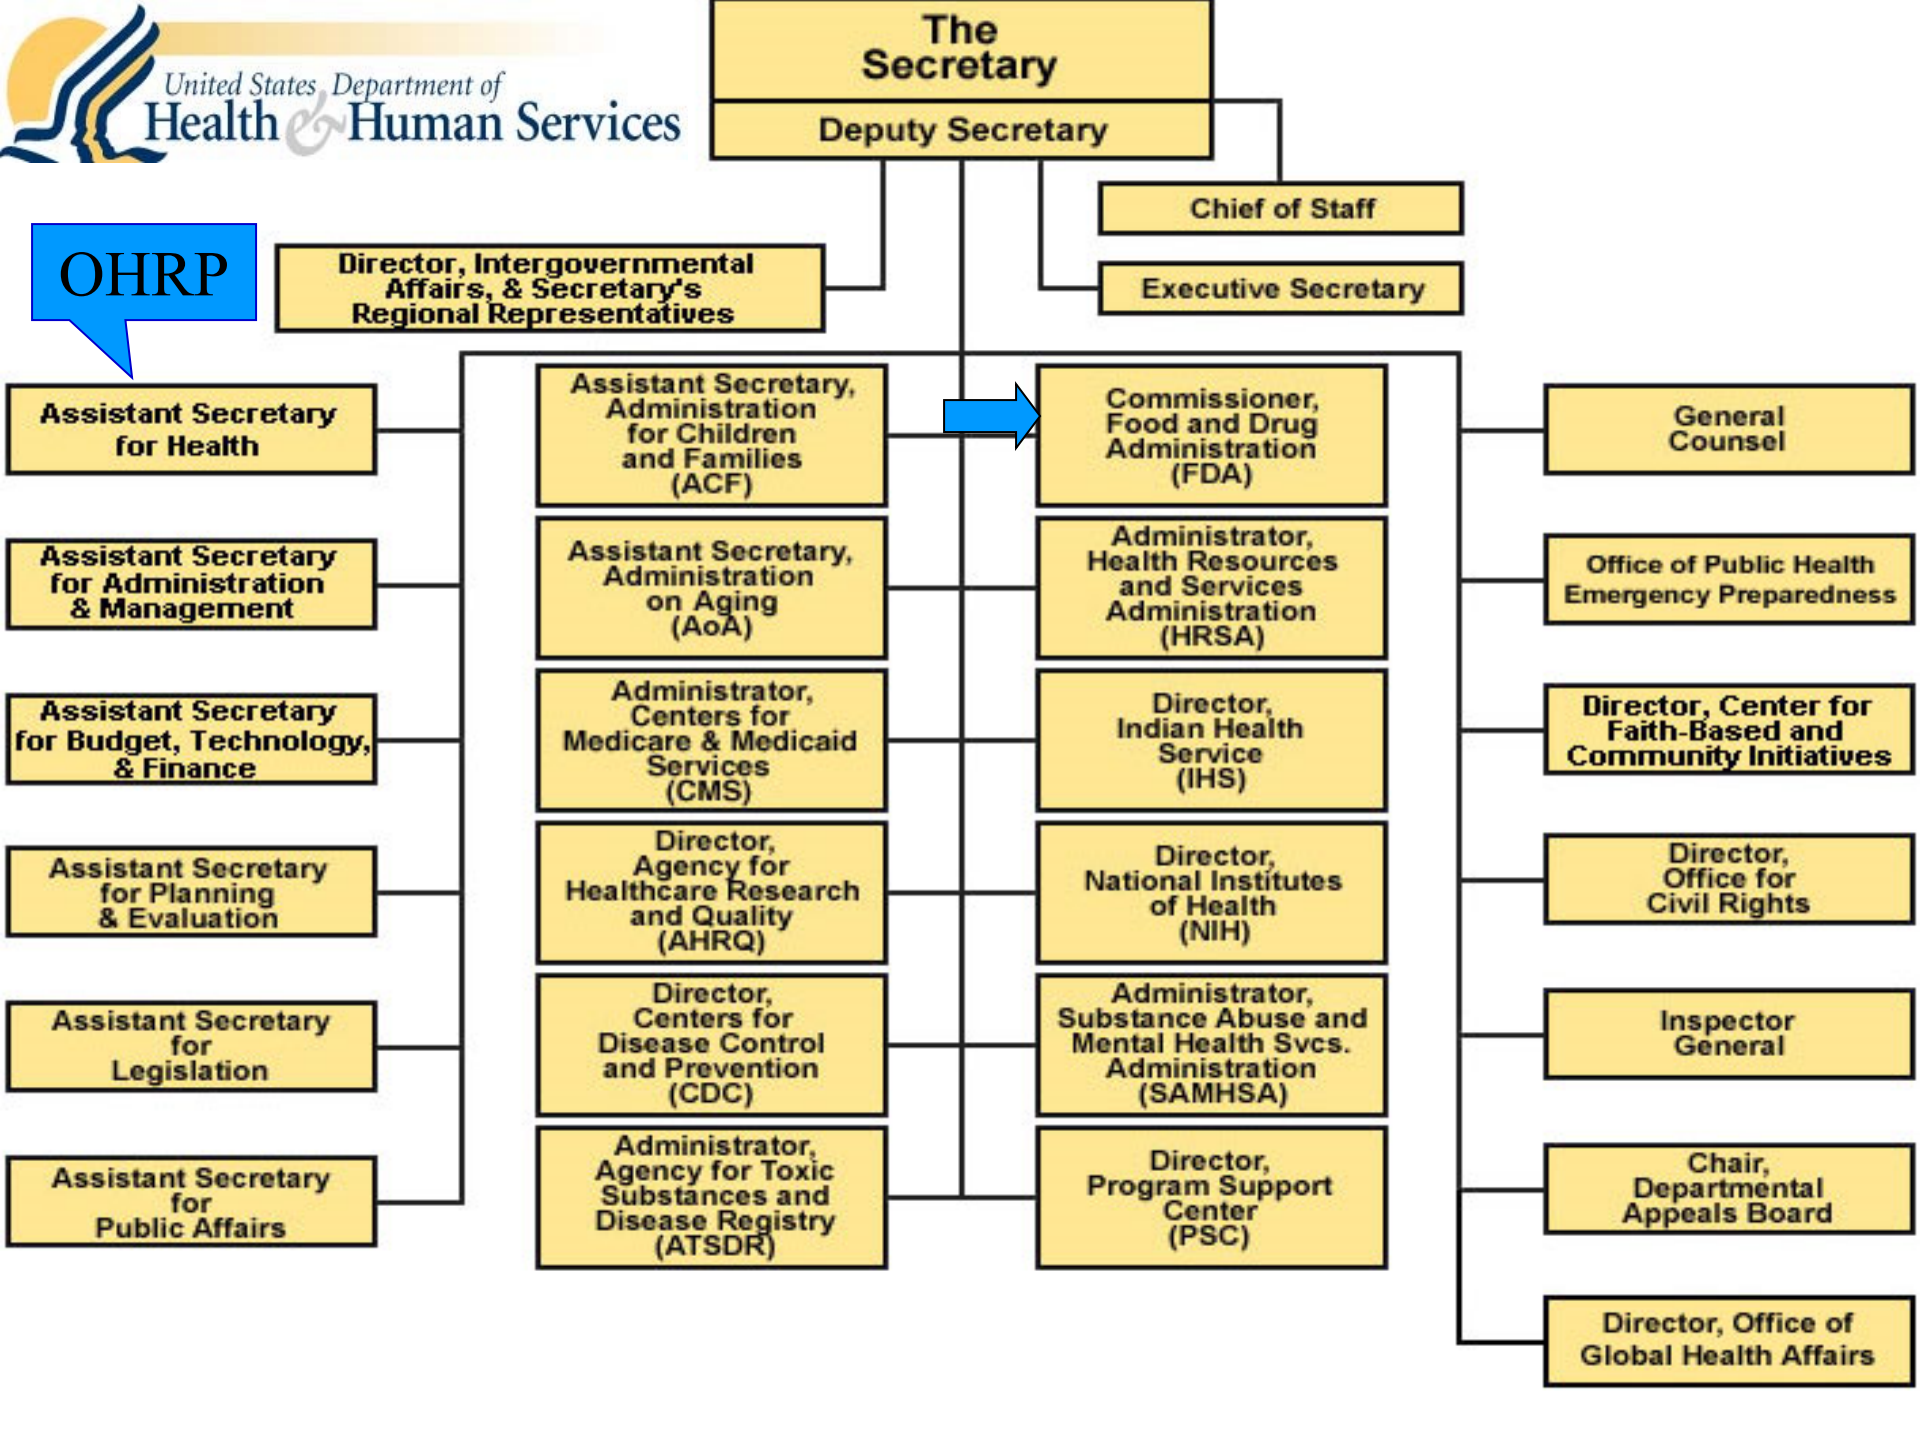 United States Department of
Health & Human Services
The
Secretary
Deputy Secretary
Chief of Staff
Executive Secretary
OHRP
Director, Intergovernmental
Affairs, & Secretary's
Regional Representatives
Assistant Secretary
for Health
Assistant Secretary
for Administration
& Management
Assistant Secretary
for Budget, Technology,
& Finance
Assistant Secretary
for Planning
& Evaluation
Assistant Secretary
for
Legislation
Assistant Secretary
for
Public Affairs
Assistant Secretary,
Administration
for Children
and Families
(ACF)
Assistant Secretary,
Administration
on Aging
(AoA)
Administrator,
Centers for
Medicare & Medicaid
Services
(CMS)
Director,
Agency for
Healthcare Research
and Quality
(AHRQ)
Director,
Centers for
Disease Control
and Prevention
(CDC)
Administrator,
Agency for Toxic
Substances and
Disease Registry
(ATSDR)
Commissioner,
Food and Drug
Administration
(FDA)
Administrator,
Health Resources
and Services
Administration
(HRSA)
Director,
Indian Health
Service
(IHS)
Director,
National Institutes
of Health
(NIH)
Administrator,
Substance Abuse and
Mental Health Svcs.
Administration
(SAMHSA)
Director,
Program Support
Center
(PSC)
General
Counsel
Office of Public Health
Emergency Preparedness
Director, Center for
Faith-Based and
Community Initiatives
Director,
Office for
Civil Rights
Inspector
General
Chair,
Departmental
Appeals Board
Director, Office of
Global Health Affairs